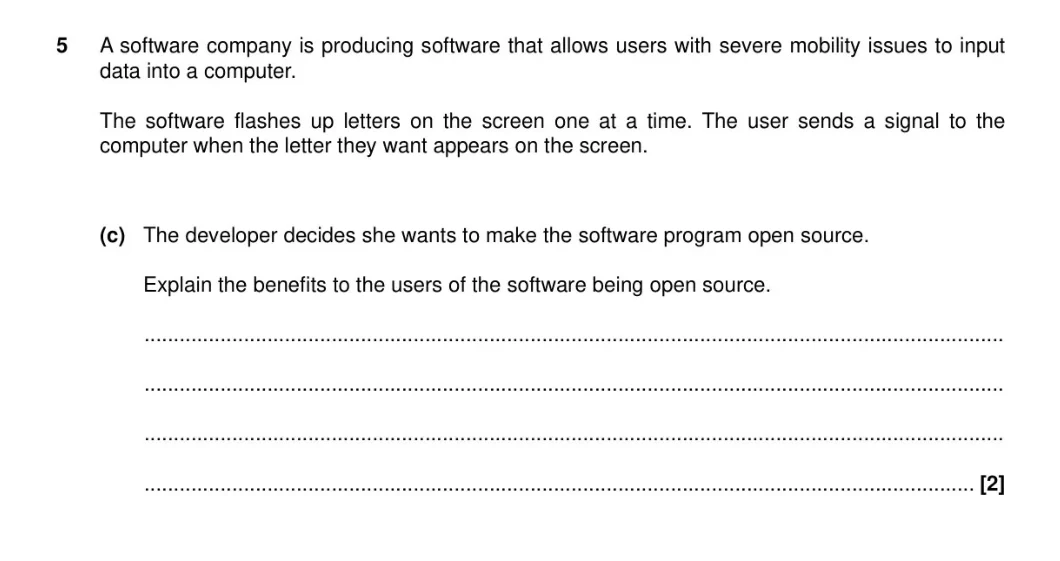 5 A software company is producing software that allows users with severe mobility issues to input
data into a computer.
The software flashes up letters on the screen one at a time. The user sends a signal to the
computer when the letter they want appears on the screen.
(c) The developer decides she wants to make the software program open source.
Explain the benefits to the users of the software being open source.
[2]